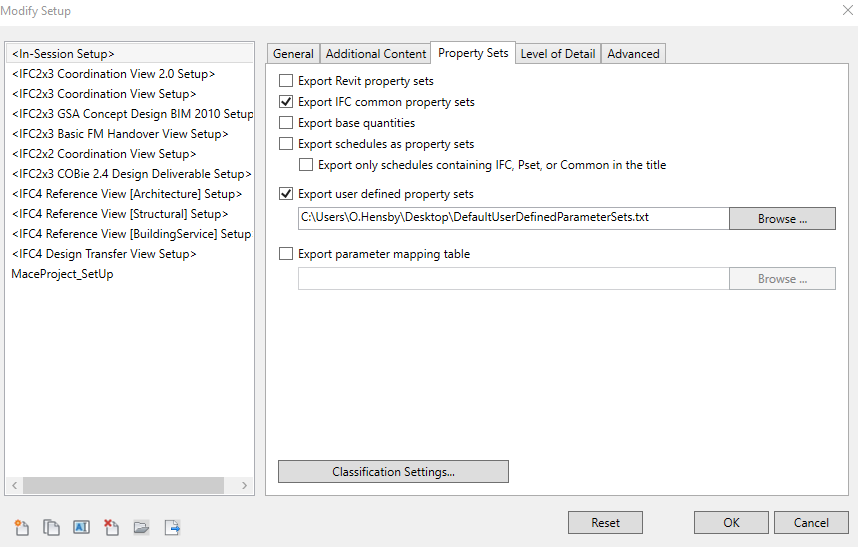 Modify Setup
<In-Session Setup>
<IFC2x3 Coordination View 2.0 Setup>
<IFC2x3 Coordination View Setup>
<IFC2x3 GSA Concept Design BIM 2010 Setup
<IFC2x3 Basic FM Handover View Setup>
<IFC2x2 Coordination View Setup>
<IFC2x3 COBie 2.4 Design Deliverable Setup>
<IFC4 Reference View [Architecture] Setup>
<IFC4 Reference View [Structural] Setup>
<IFC4 Reference View [BuildingService] Setup
<IFC4 Design Transfer View Setup>
MaceProject_SetUp
General Additional Content Property Sets Level of Detail Advanced
Export Revit property sets
Export IFC common property sets
Export base quantities
Export schedules as property sets
Export only schedules containing IFC, Pset, or Common in the title
Export user defined property sets
C:\Users\O.Hensby\Desktop\DefaultUserDefinedParameterSets.txt Browse ...
Export parameter mapping table
Browse ...
Classification Settings...
Reset OK Cancel